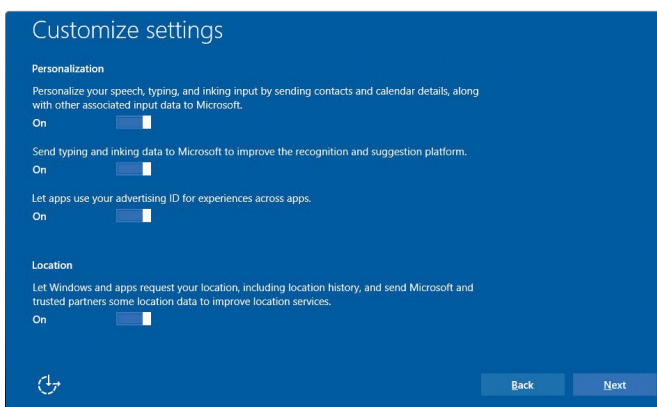 Customize settings
Personalization
Personalize your speech, typing, and inking input by sending contacts and calendar details, along
with other associated input data to Microsoft.
On
Send typing and inking data to Microsoft to improve the recognition and suggestion platform.
On
Let apps use your advertising ID for experiences across apps.
On
Location
Let Windows and apps request your location, including location history, and send Microsoft and
trusted partners some location data to improve location services.
On
Back Next